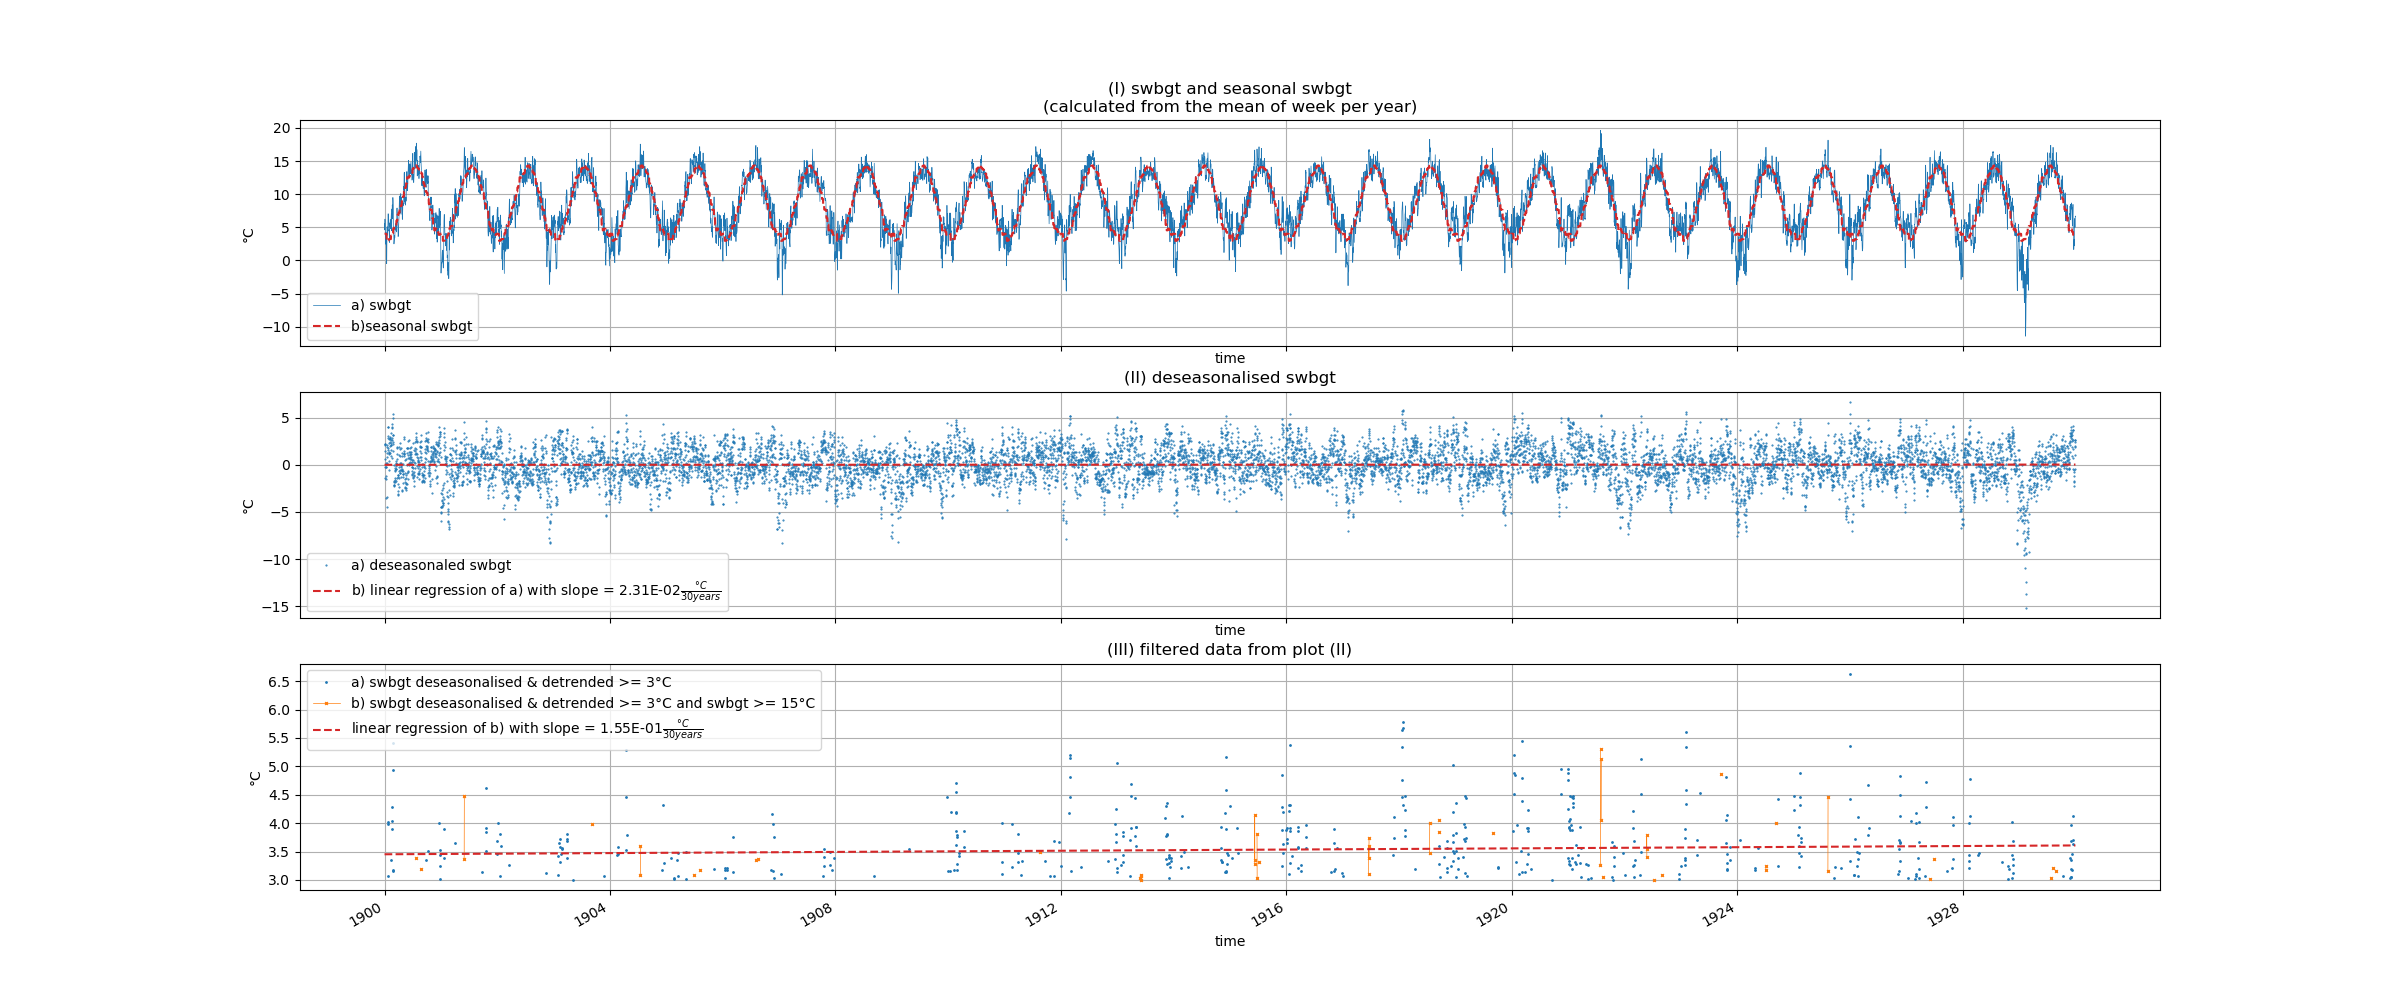 (I) swbgt and seasonal swbgt
(calculated from the mean of week per year)
20
15
10
5
0
−5
−10
°C
a) swbgt
b)seasonal swbgt
time
(II) deseasonalised swbgt
5
0
−5
−10
−15
°C
a) deseasonaled swbgt
b) linear regression of a) with slope = 2.31E-02 °C/30years
time
(III) filtered data from plot (II)
6.5
6.0
5.5
5.0
4.5
4.0
3.5
3.0
°C
a) swbgt deseasonalised & detrended >= 3°C
b) swbgt deseasonalised & detrended >= 3°C and swbgt >= 15°C
linear regression of b) with slope = 1.55E-01 °C/30years
1900 1904 1908 1912 1916 1920 1924 1928
time